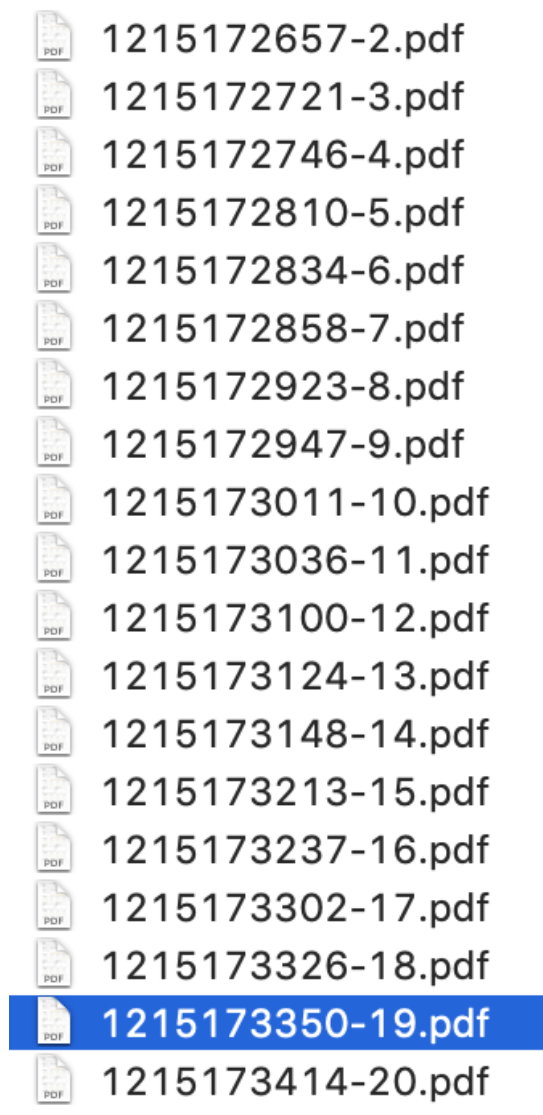 1215172657-2.pdf
1215172721-3.pdf
1215172746-4.pdf
1215172810-5.pdf
1215172834-6.pdf
1215172858-7.pdf
1215172923-8.pdf
1215172947-9.pdf
1215173011-10.pdf
1215173036-11.pdf
1215173100-12.pdf
1215173124-13.pdf
1215173148-14.pdf
1215173213-15.pdf
1215173237-16.pdf
1215173302-17.pdf
1215173326-18.pdf
1215173350-19.pdf
1215173414-20.pdf